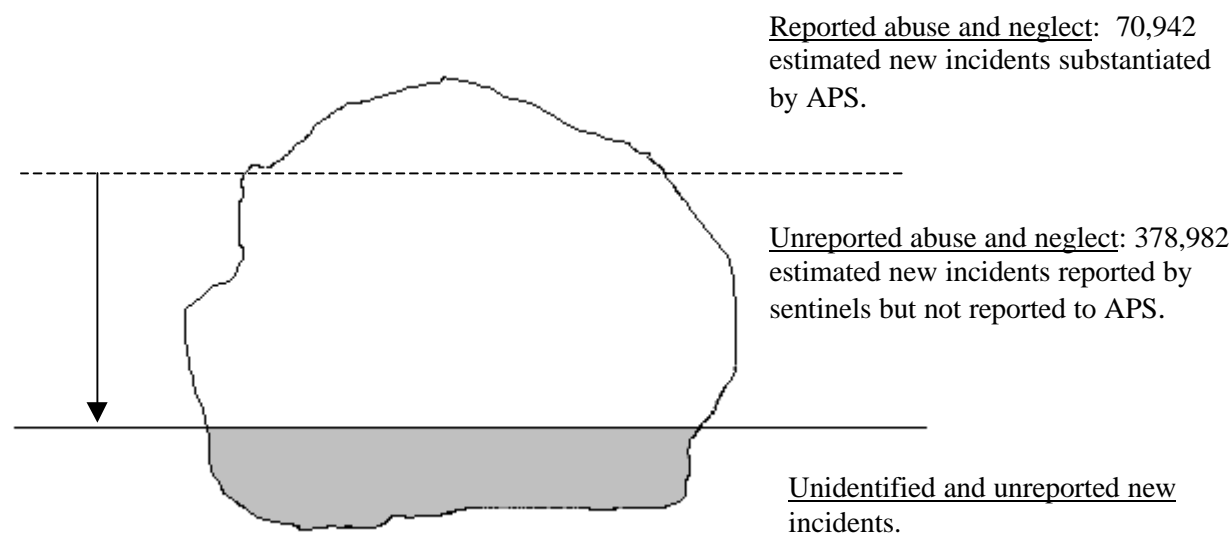 Reported abuse and neglect: 70,942
estimated new incidents substantiated
by APS.
Unreported abuse and neglect: 378,982
estimated new incidents reported by
sentinels but not reported to APS.
Unidentified and unreported new
incidents.